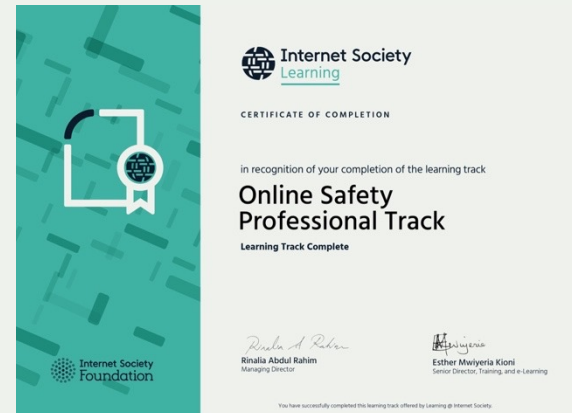 Internet Society
Learning
CERTIFICATE OF COMPLETION
in recognition of your completion of the learning track
Online Safety
Professional Track
Learning Track Complete
Rinalia A Rahim
Rinalia Abdul Rahim
Managing Director
Esther Mwiyeria Kioni
Senior Director, Training, and e-Learning
Internet Society
Foundation
You have successfully completed this learning track offered by Learning @ Internet Society.